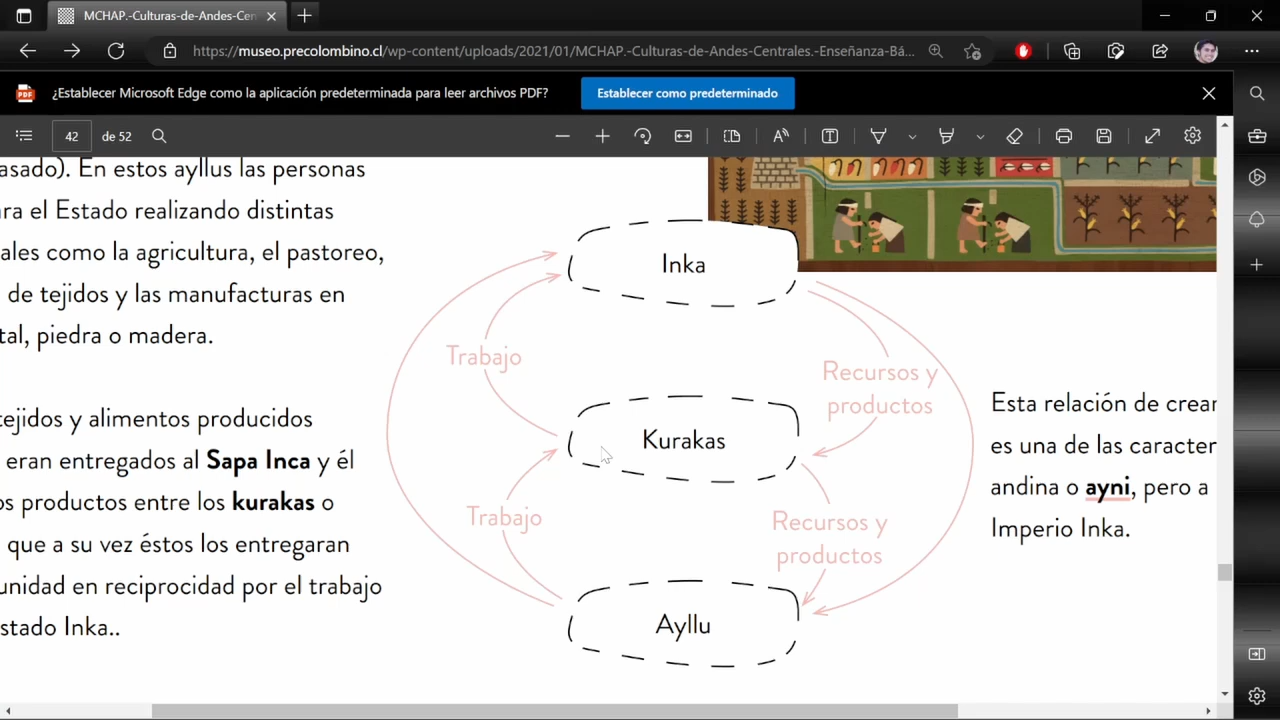 MCHAP.-Culturas-de-Andes-Cen
https://museo.precolombino.cl/wp-content/uploads/2021/01/MCHAP.-Culturas-de-Andes-Centrales.-Enseñanza-Bá...
¿Establecer Microsoft Edge como la aplicación predeterminada para leer archivos PDF?
Establecer como predeterminado
42 de 52
asado). En estos ayllus las personas
ra el Estado realizando distintas
ales como la agricultura, el pastoreo,
de tejidos y las manufacturas en
tal, piedra o madera.
tejidos y alimentos producidos
eran entregados al Sapa Inca y él
os productos entre los kurakas o
que a su vez éstos los entregaran
unidad en reciprocidad por el trabajo
stado Inka..
Inka
Trabajo
Recursos y
productos
Kurakas
Trabajo
Recursos y
productos
Ayllu
Esta relación de crear
es una de las caracter
andina o ayni, pero a
Imperio Inka.